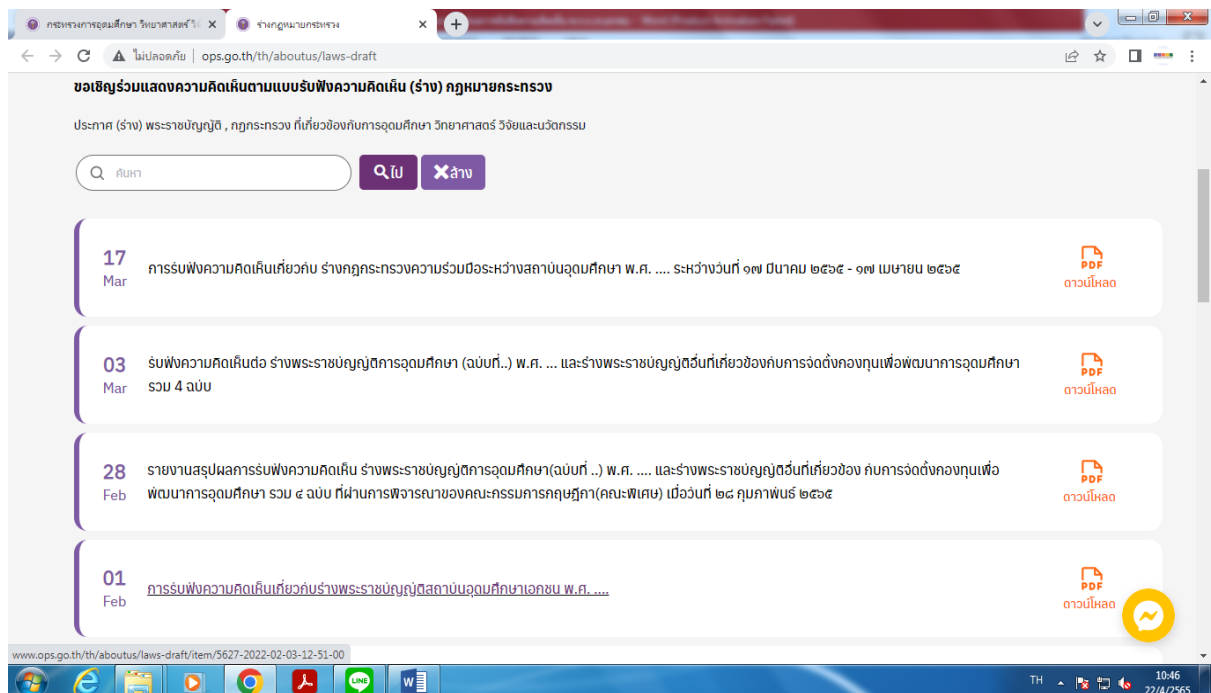 กระทรวงการอุดมศึกษา วิทยาศาสตร์ วิจั
ร่างกฎหมายกระทรวง
ไม่ปลอดภัย | ops.go.th/th/aboutus/laws-draft
ขอเชิญร่วมแสดงความคิดเห็นตามแบบรับฟังความคิดเห็น (ร่าง) กฎหมายกระทรวง
ประกาศ (ร่าง) พระราชบัญญัติ , กฎกระทรวง ที่เกี่ยวข้องกับการอุดมศึกษา วิทยาศาสตร์ วิจัยและนวัตกรรม
ค้นหา
ไป
ล้าง
17
Mar
การรับฟังความคิดเห็นเกี่ยวกับ ร่างกฎกระทรวงความร่วมมือระหว่างสถาบันอุดมศึกษา พ.ศ. .... ระหว่างวันที่ ๑๗ มีนาคม ๒๕๖๕ - ๑๗ เมษายน ๒๕๖๕
PDF
ดาวน์โหลด
03
Mar
รับฟังความคิดเห็นต่อ ร่างพระราชบัญญัติการอุดมศึกษา (ฉบับที่..) พ.ศ. ... และร่างพระราชบัญญัติอื่นที่เกี่ยวข้องกับการจัดตั้งกองทุนเพื่อพัฒนาการอุดมศึกษา
รวม 4 ฉบับ
PDF
ดาวน์โหลด
28
Feb
รายงานสรุปผลการรับฟังความคิดเห็น ร่างพระราชบัญญัติการอุดมศึกษา(ฉบับที่ ..) พ.ศ. .... และร่างพระราชบัญญัติอื่นที่เกี่ยวข้อง กับการจัดตั้งกองทุนเพื่อ
พัฒนาการอุดมศึกษา รวม ๔ ฉบับ ที่ผ่านการพิจารณาของคณะกรรมการกฤษฎีกา(คณะพิเศษ) เมื่อวันที่ ๒๘ กุมภาพันธ์ ๒๕๖๕
PDF
ดาวน์โหลด
01
Feb
การรับฟังความคิดเห็นเกี่ยวกับร่างพระราชบัญญัติสถาบันอุดมศึกษาเอกชน พ.ศ. ....
PDF
ดาวน์โหลด
www.ops.go.th/th/aboutus/laws-draft/item/5627-2022-02-03-12-51-00
LINE
TH
10:46
22/4/2565